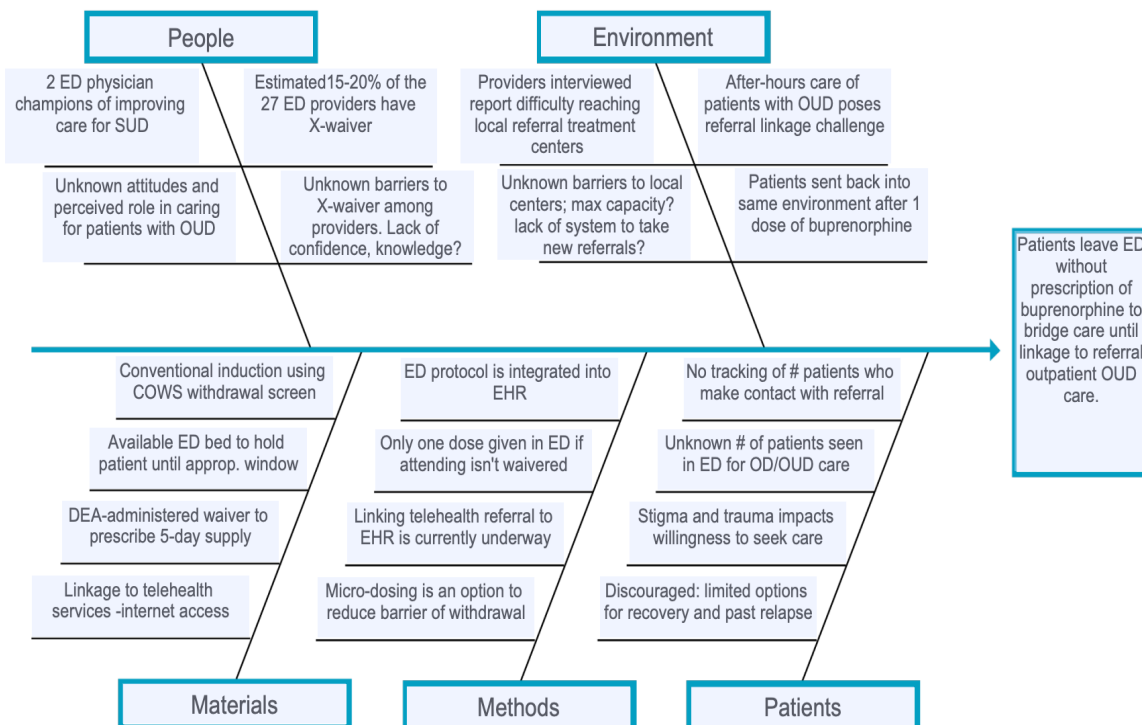 People
2 ED physician
champions of improving
care for SUD
Estimated15-20% of the
27 ED providers have
X-waiver
Unknown attitudes and
perceived role in caring
for patients with OUD
Unknown barriers to
X-waiver among
providers. Lack of
confidence, knowledge?
Environment
Providers interviewed
report difficulty reaching
local referral treatment
centers
After-hours care of
patients with OUD poses
referral linkage challenge
Unknown barriers to local
centers; max capacity?
lack of system to take
new referrals?
Patients sent back into
same environment after 1
dose of buprenorphine
Patients leave ED
without
prescription of
buprenorphine to
bridge care until
linkage to referral
outpatient OUD
care.
Conventional induction using
COWS withdrawal screen
Available ED bed to hold
patient until approp. window
DEA-administered waiver to
prescribe 5-day supply
Linkage to telehealth
services -internet access
Materials
ED protocol is integrated into
EHR
Only one dose given in ED if
attending isn't waivered
Linking telehealth referral to
EHR is currently underway
Micro-dosing is an option to
reduce barrier of withdrawal
Methods
No tracking of # patients who
make contact with referral
Unknown # of patients seen
in ED for OD/OUD care
Stigma and trauma impacts
willingness to seek care
Discouraged: limited options
for recovery and past relapse
Patients